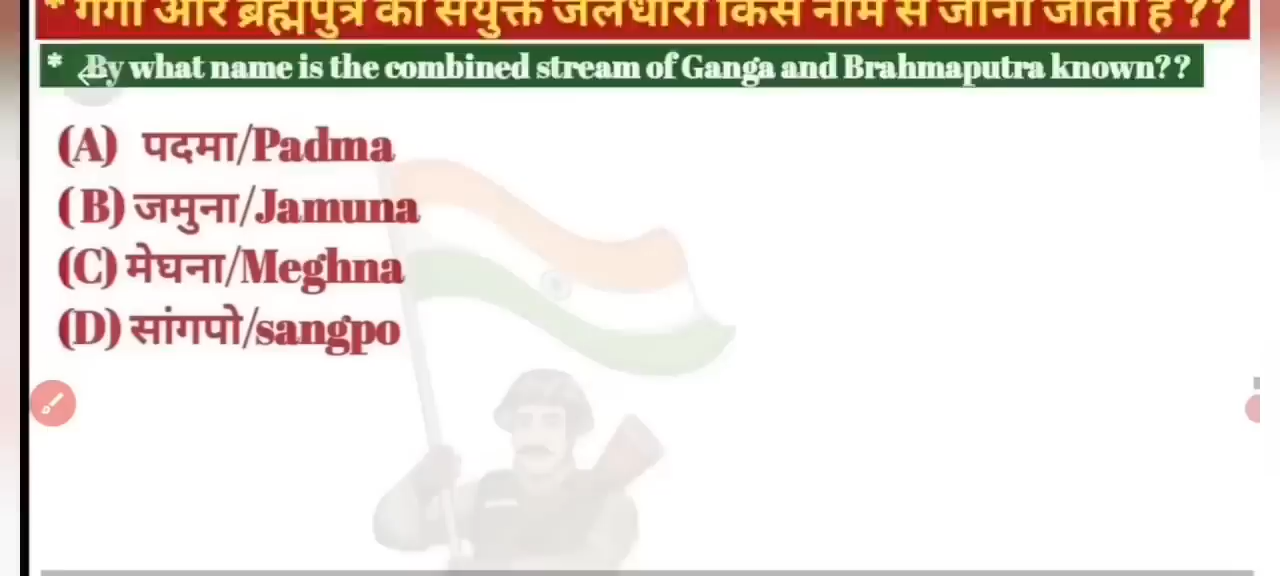 * गंगा और ब्रह्मपुत्र की संयुक्त जलधारा किस नाम से जानी जाती है ??
* By what name is the combined stream of Ganga and Brahmaputra known??
(A) पदमा/Padma
( B) जमुना/Jamuna
(C) मेघना/Meghna
(D) सांगपो/sangpo